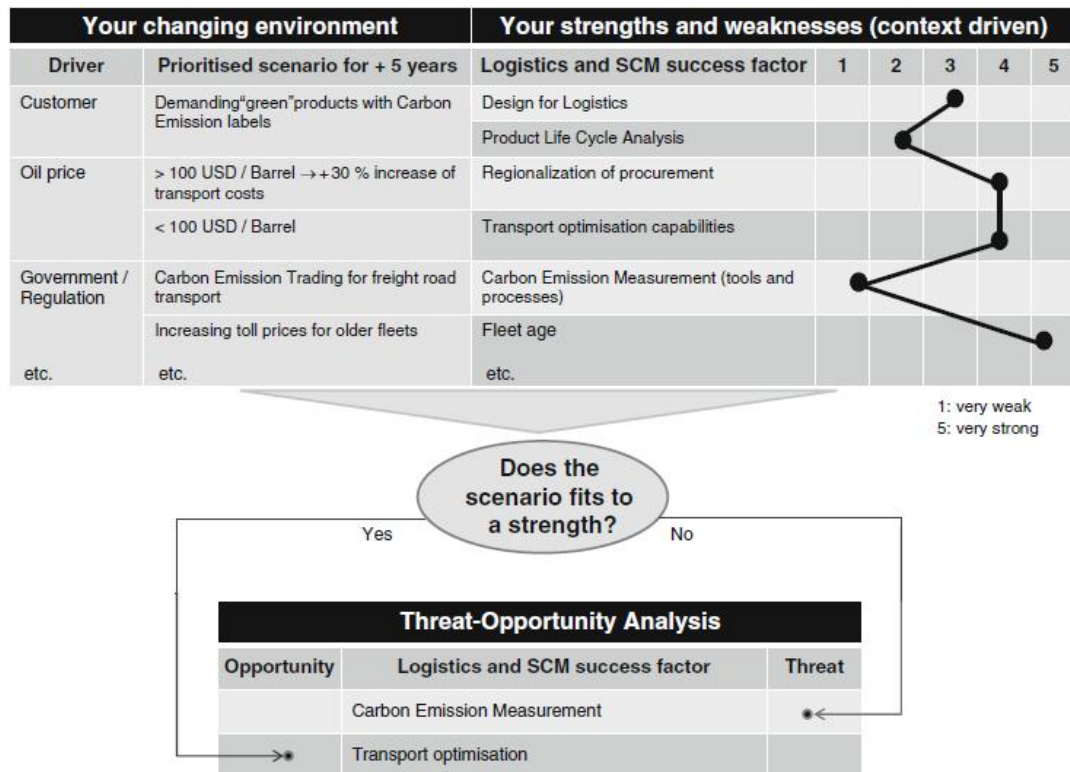 Your changing environment
Your strengths and weaknesses (context driven)
Driver
Prioritised scenario for + 5 years
Logistics and SCM success factor
1
2
3
4
5
Customer
Demanding“green”products with Carbon
Emission labels
Design for Logistics
Product Life Cycle Analysis
Oil price
> 100 USD / Barrel → + 30 % increase of
transport costs
Regionalization of procurement
< 100 USD / Barrel
Transport optimisation capabilities
Government /
Regulation
Carbon Emission Trading for freight road
transport
Carbon Emission Measurement (tools and
processes)
Increasing toll prices for older fleets
Fleet age
etc.
etc.
etc.
1: very weak
5: very strong
Does the
scenario fits to
a strength?
Yes
No
Threat-Opportunity Analysis
Opportunity
Logistics and SCM success factor
Threat
Carbon Emission Measurement
Transport optimisation